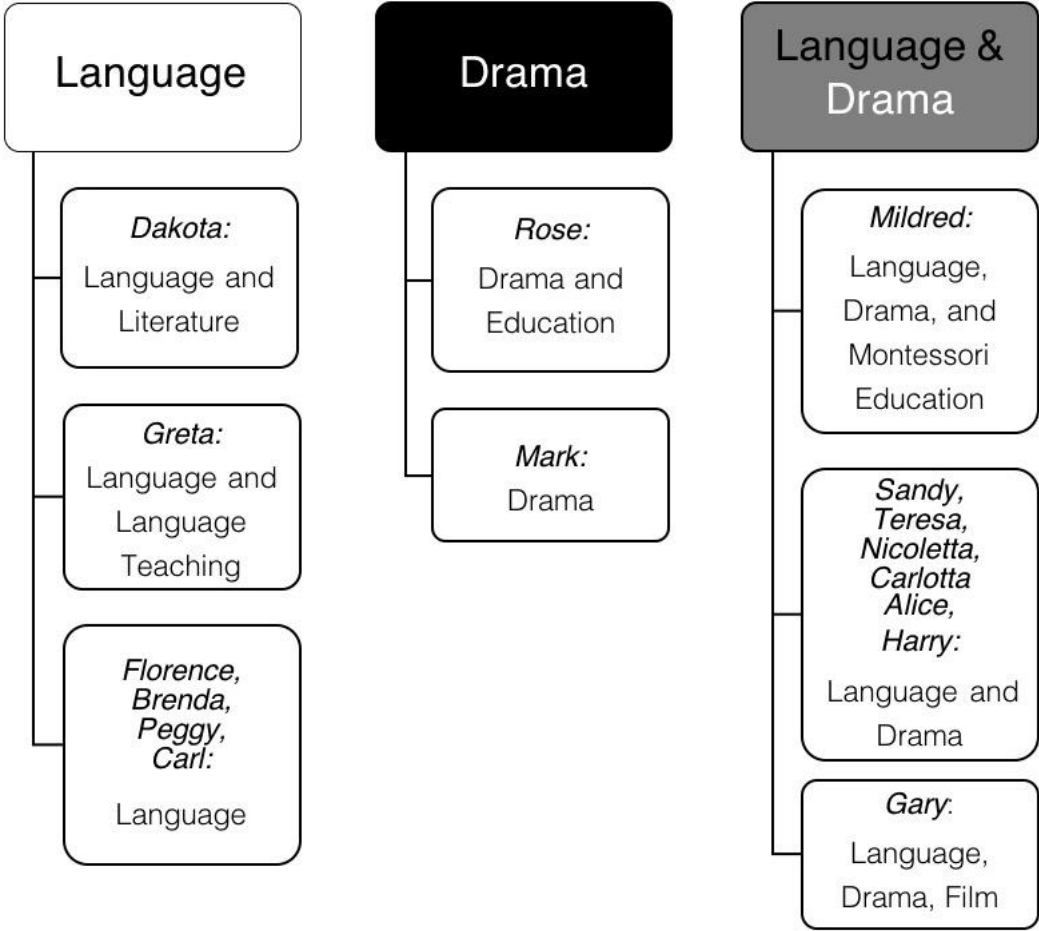 Language
Dakota:
Language and
Literature
Greta:
Language and
Language
Teaching
Florence,
Brenda,
Peggy,
Carl:
Language
Drama
Rose:
Drama and
Education
Mark:
Drama
Language &
Drama
Mildred:
Language,
Drama, and
Montessori
Education
Sandy,
Teresa,
Nicoletta,
Carlotta
Alice,
Harry:
Language and
Drama
Gary:
Language,
Drama, Film